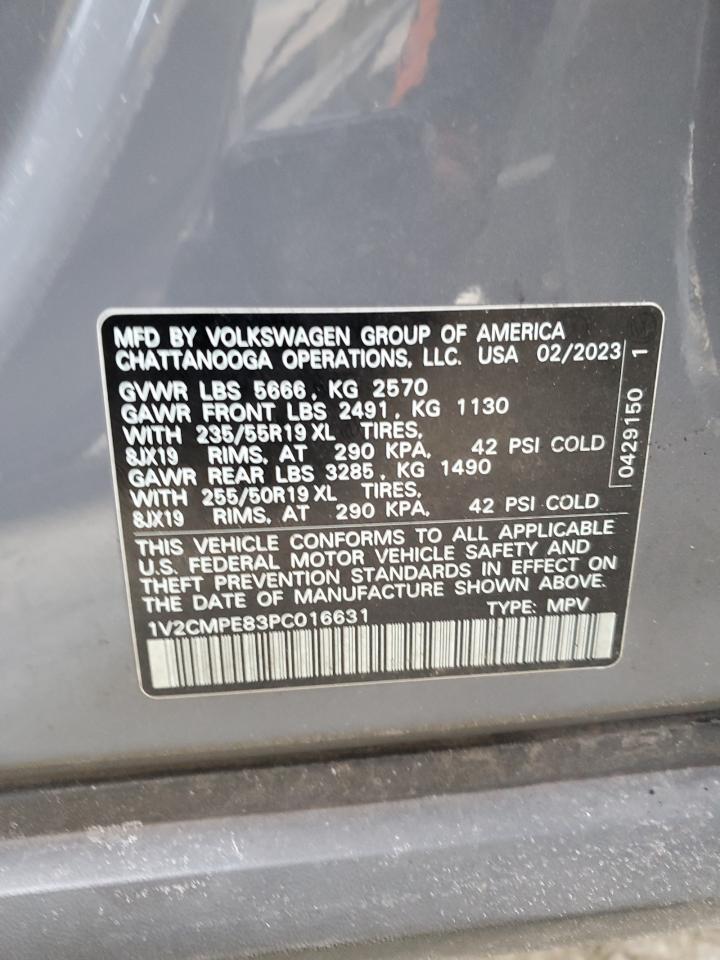 MFD BY VOLKSWAGEN GROUP OF AMERICA
CHATTANOOGA OPERATIONS, LLC. USA 02/2023
GVWR LBS 5666, KG 2570
GAWR FRONT LBS 2491, KG 1130
WITH 235/55R19 XL TIRES,
8JX19 RIMS, AT 290 KPA, 42 PSI COLD
GAWR REAR LBS 3285, KG 1490
WITH 255/50R19 XL TIRES,
8JX19 RIMS, AT 290 KPA, 42 PSI COLD
THIS VEHICLE CONFORMS TO ALL APPLICABLE
U.S. FEDERAL MOTOR VEHICLE SAFETY AND
THEFT PREVENTION STANDARDS IN EFFECT ON
THE DATE OF MANUFACTURE SHOWN ABOVE.
1V2CMPE83PC016631 TYPE: MPV
0429150 1